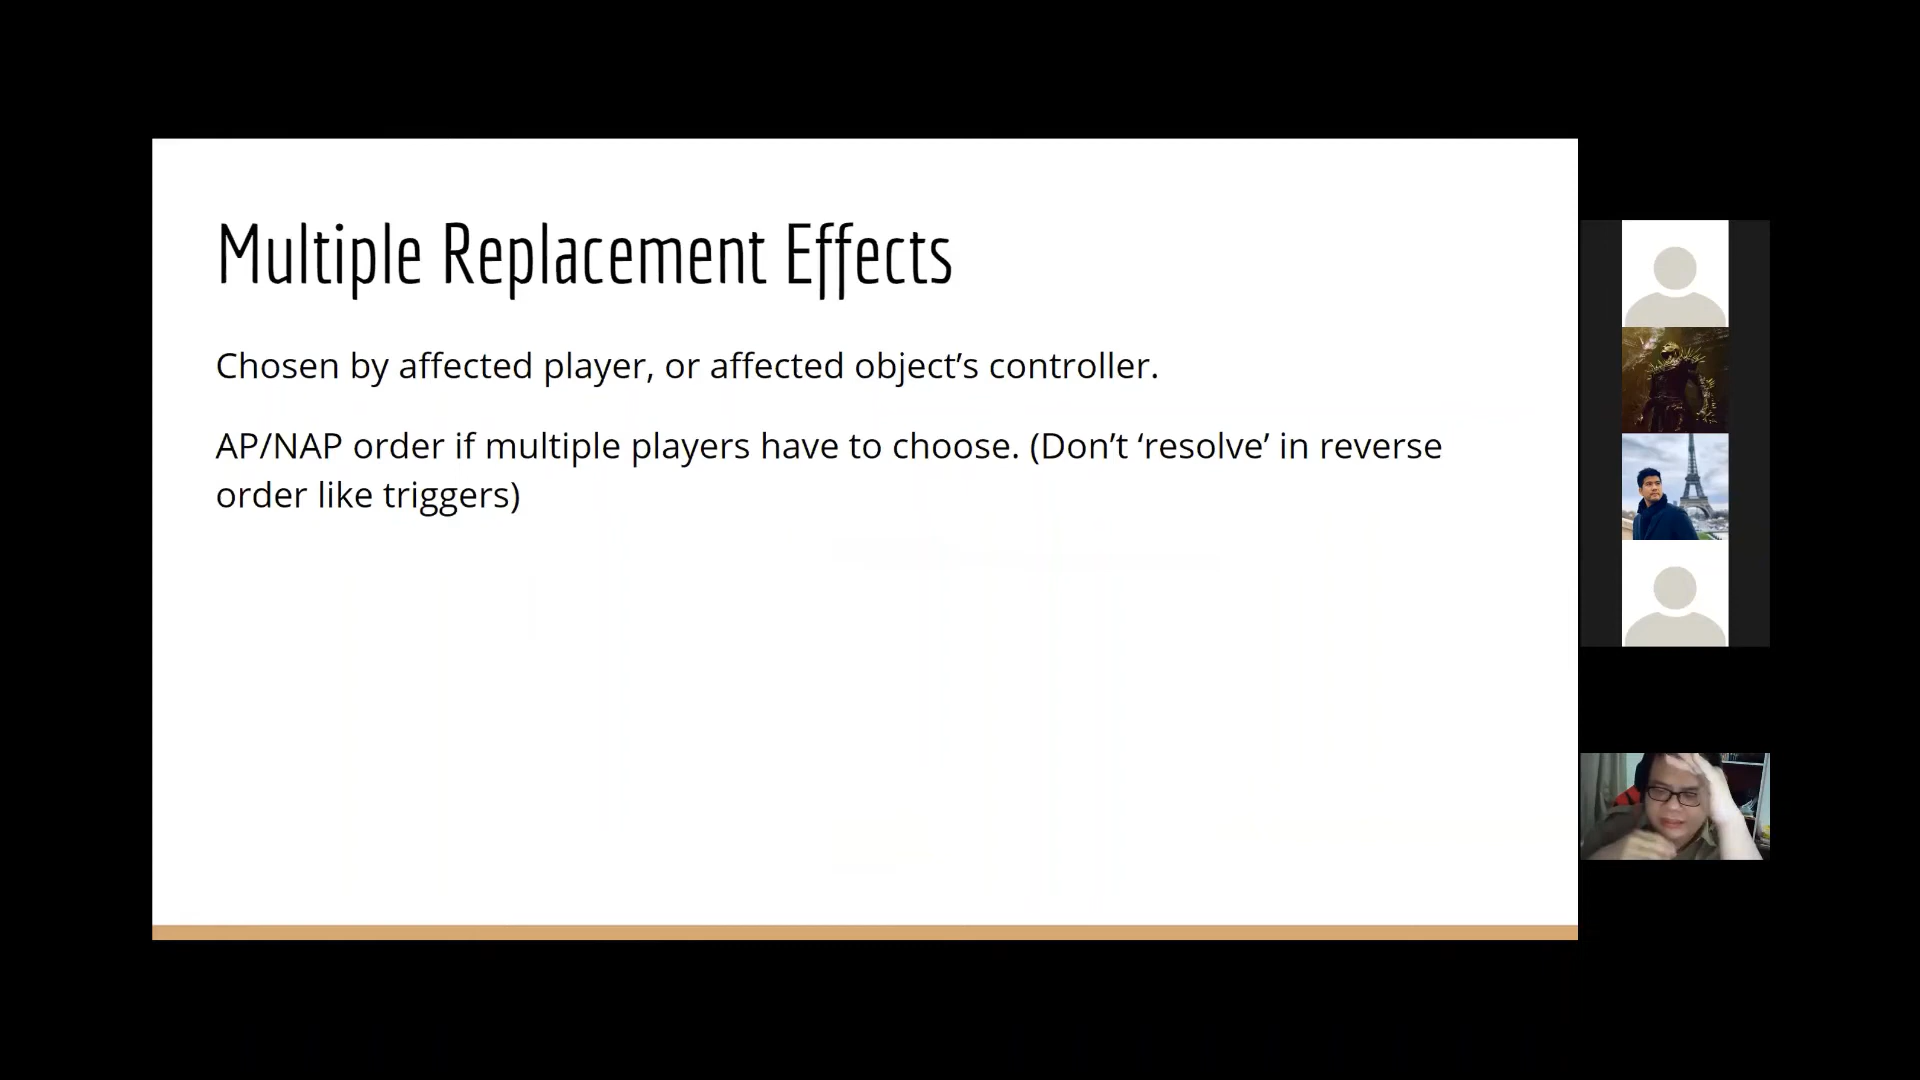 Multiple Replacement Effects
Chosen by affected player, or affected object’s controller.
AP/NAP order if multiple players have to choose. (Don’t ‘resolve’ in reverse
order like triggers)